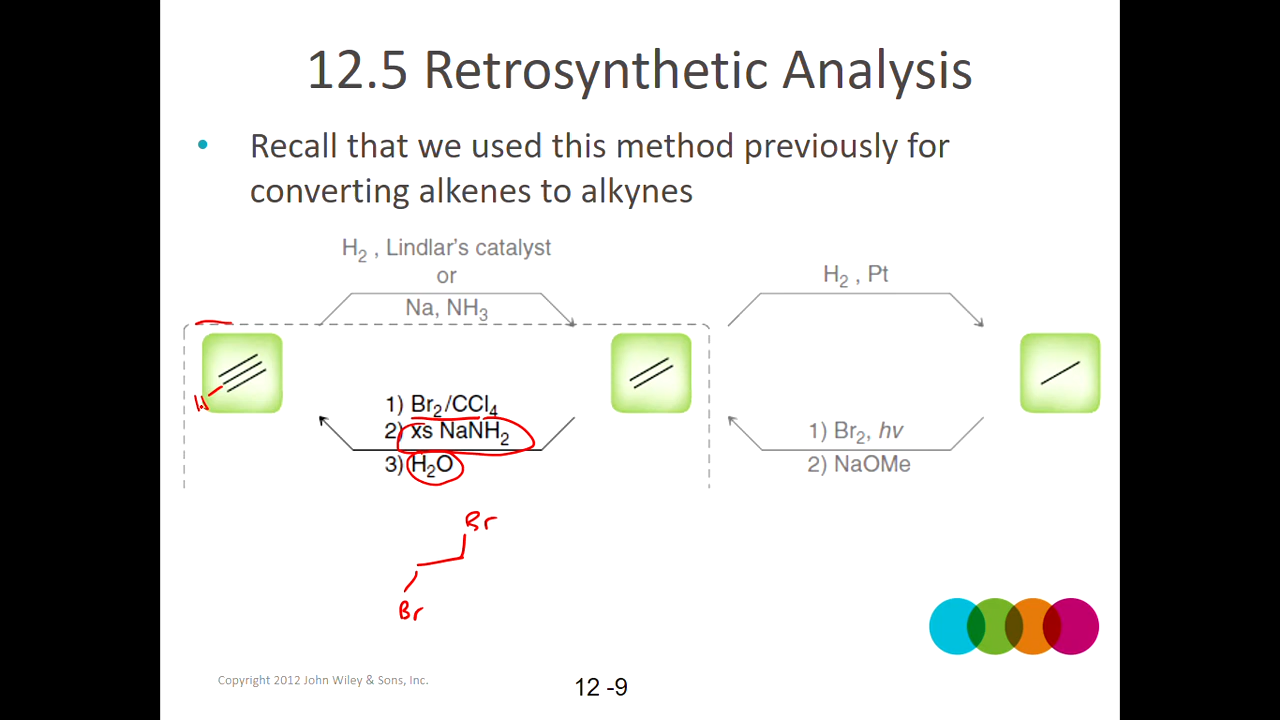 12.5 Retrosynthetic Analysis
• Recall that we used this method previously for
converting alkenes to alkynes
H₂ , Lindlar's catalyst
or
Na, NH₃
H₂ , Pt
H
1) Br₂/CCl₄
2) xs NaNH₂
3) H₂O
1) Br₂, hv
2) NaOMe
Br
Br
Copyright 2012 John Wiley & Sons, Inc.
12 -9